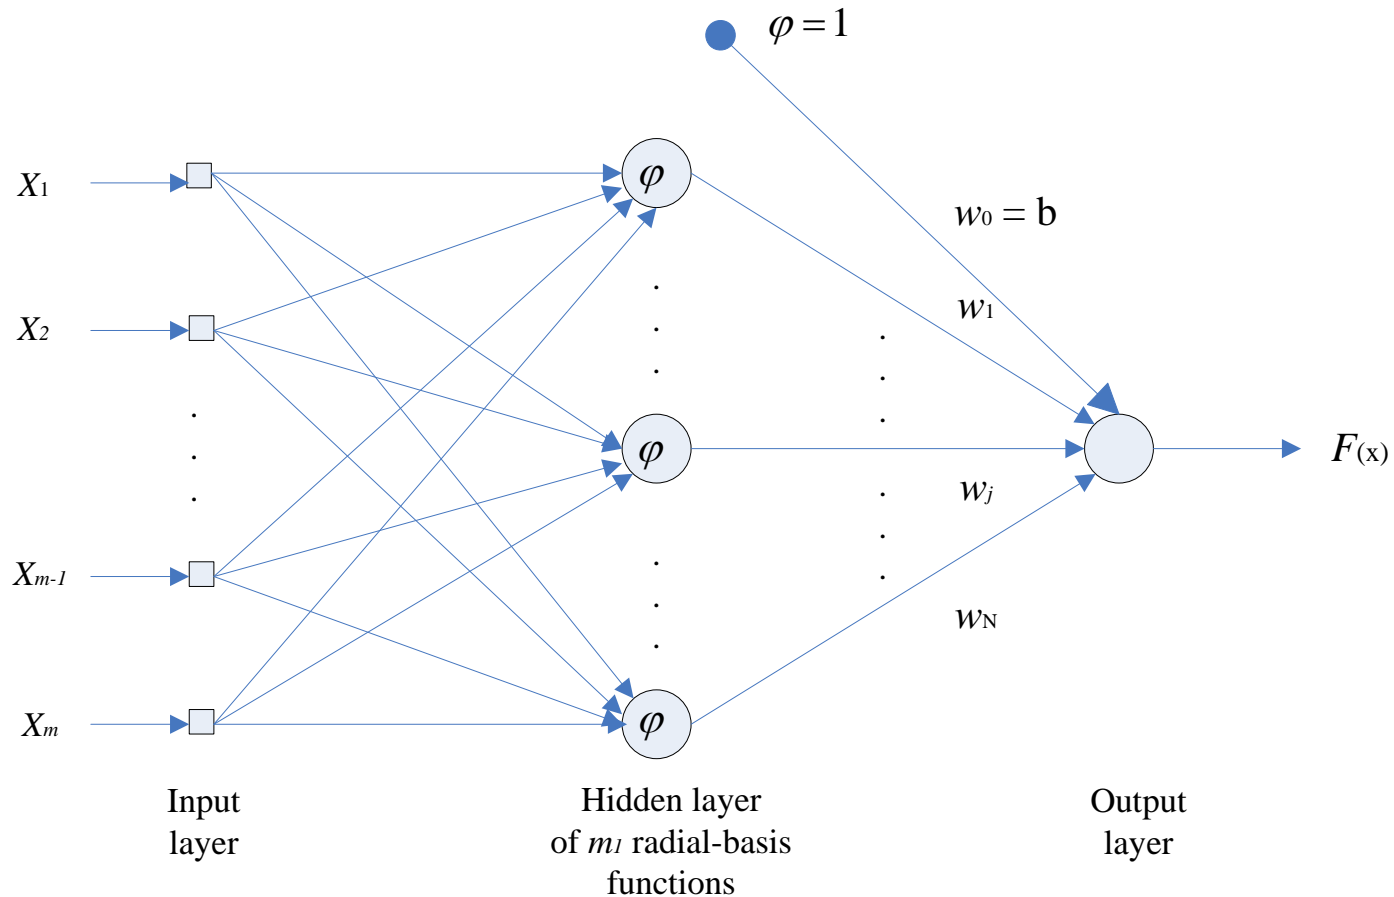 φ = 1
X1
φ
w0 = b
w1
X2
φ
F(x)
wj
Xm-1
wN
Xm
φ
Input
layer
Hidden layer
of m1 radial-basis
functions
Output
layer